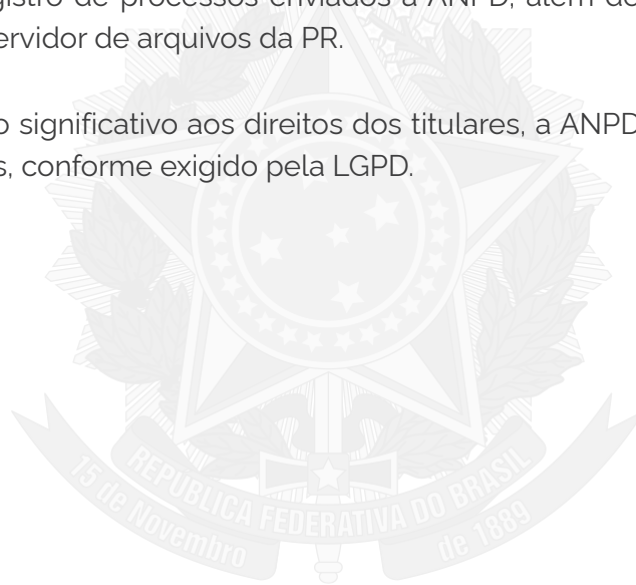 gistro de processos enviados à ANPD, além de
ervidor de arquivos da PR.
o significativo aos direitos dos titulares, a ANPD
s, conforme exigido pela LGPD.
REPÚBLICA FEDERATIVA DO BRASIL
15 de Novembro de 1889